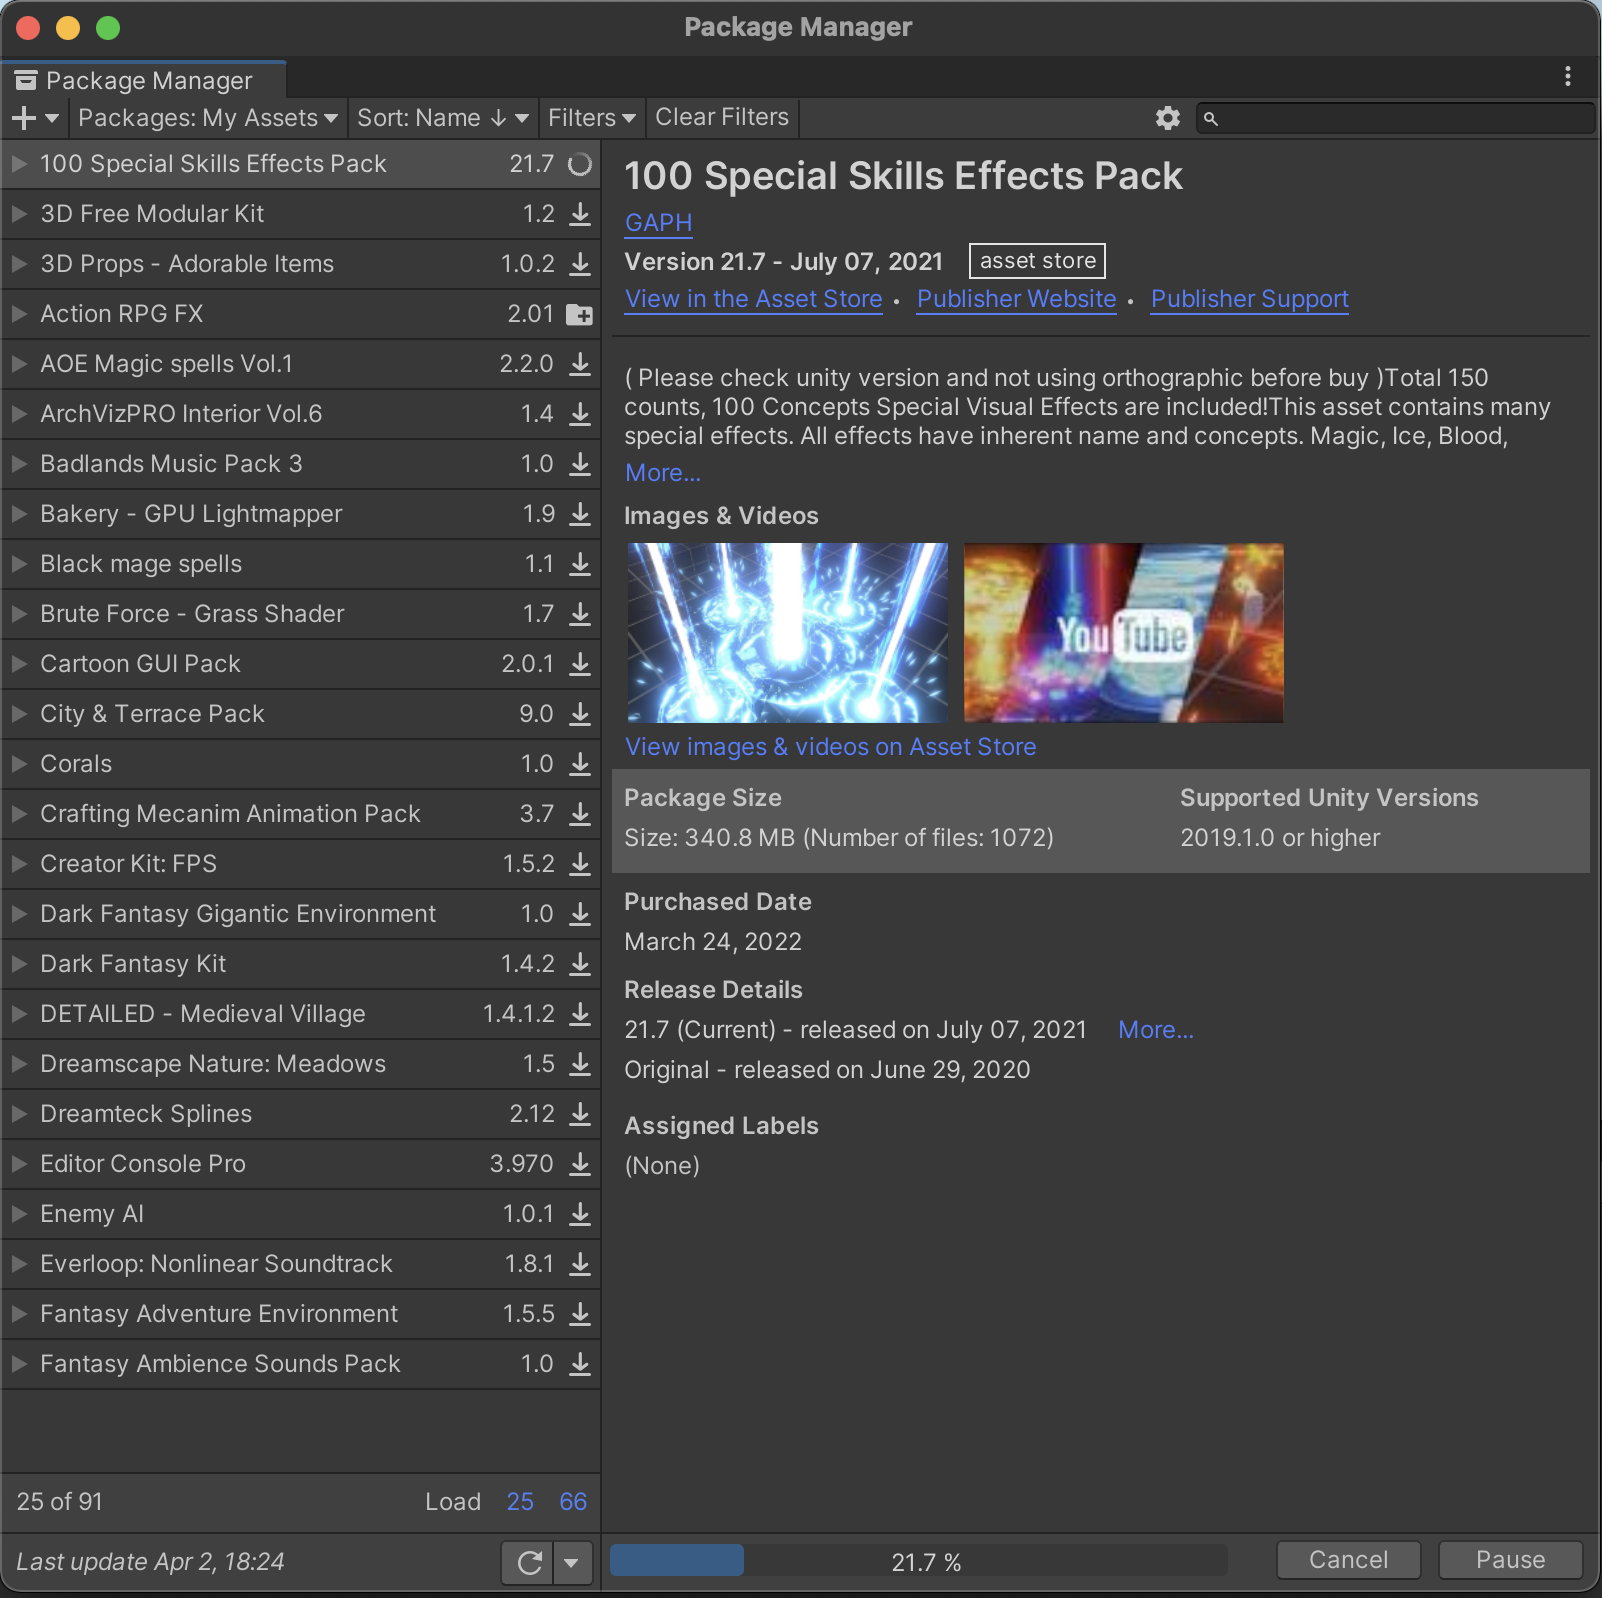 Package Manager
Package Manager
Packages: My Assets
Sort: Name ↓
Filters
Clear Filters
100 Special Skills Effects Pack 21.7
3D Free Modular Kit 1.2
3D Props - Adorable Items 1.0.2
Action RPG FX 2.01
AOE Magic spells Vol.1 2.2.0
ArchVizPRO Interior Vol.6 1.4
Badlands Music Pack 3 1.0
Bakery - GPU Lightmapper 1.9
Black mage spells 1.1
Brute Force - Grass Shader 1.7
Cartoon GUI Pack 2.0.1
City & Terrace Pack 9.0
Corals 1.0
Crafting Mecanim Animation Pack 3.7
Creator Kit: FPS 1.5.2
Dark Fantasy Gigantic Environment 1.0
Dark Fantasy Kit 1.4.2
DETAILED - Medieval Village 1.4.1.2
Dreamscape Nature: Meadows 1.5
Dreamteck Splines 2.12
Editor Console Pro 3.970
Enemy AI 1.0.1
Everloop: Nonlinear Soundtrack 1.8.1
Fantasy Adventure Environment 1.5.5
Fantasy Ambience Sounds Pack 1.0
25 of 91
Load 25 66
Last update Apr 2, 18:24
100 Special Skills Effects Pack
GAPH
Version 21.7 - July 07, 2021 asset store
View in the Asset Store • Publisher Website • Publisher Support
( Please check unity version and not using orthographic before buy )Total 150
counts, 100 Concepts Special Visual Effects are included!This asset contains many
special effects. All effects have inherent name and concepts. Magic, Ice, Blood,
More...
Images & Videos
YouTube
View images & videos on Asset Store
Package Size
Size: 340.8 MB (Number of files: 1072)
Supported Unity Versions
2019.1.0 or higher
Purchased Date
March 24, 2022
Release Details
21.7 (Current) - released on July 07, 2021 More...
Original - released on June 29, 2020
Assigned Labels
(None)
21.7 %
Cancel
Pause